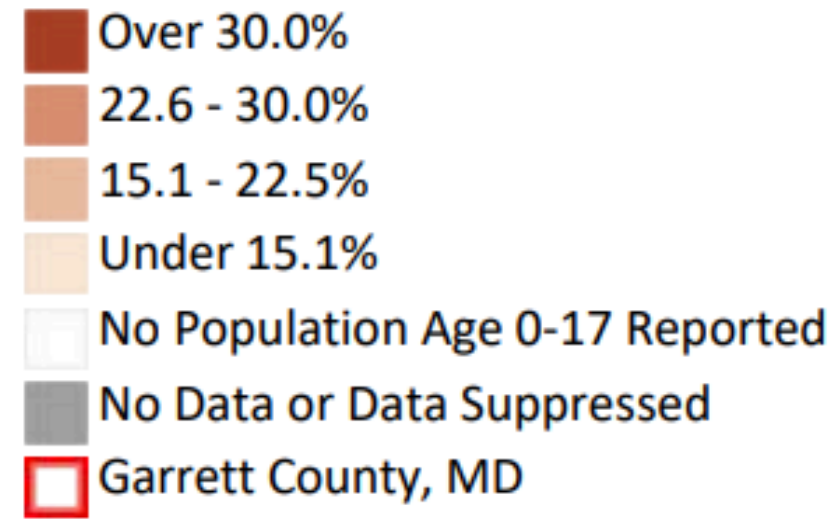 Over 30.0%
22.6 - 30.0%
15.1 - 22.5%
Under 15.1%
No Population Age 0-17 Reported
No Data or Data Suppressed
Garrett County, MD